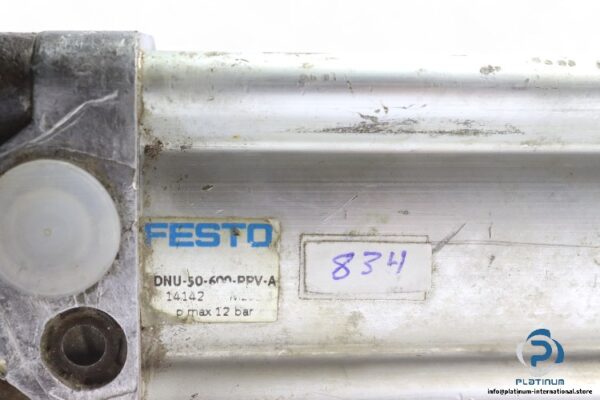 FESTO
DNU-50-600-PPV-A
14142
p max 12 bar
834
PLATINUM
info@platinum-international.store